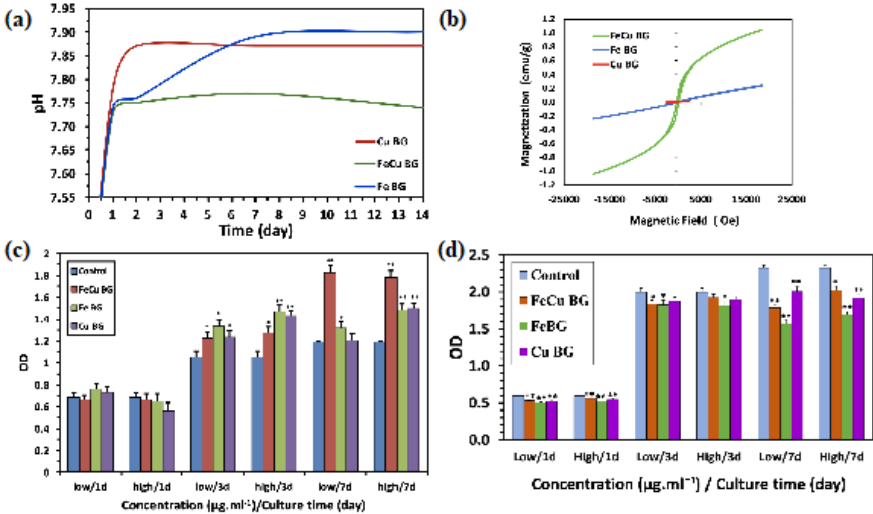 (a)
7.95
7.90
7.85
7.80
7.75
7.70
7.65
7.60
7.55
pH
Cu BG
FeCu BG
Fe BG
0 1 2 3 4 5 6 7 8 9 10 11 12 13 14
Time (day)
(b)
1.2
1.0
0.8
0.6
0.4
0.2
0.0
-0.2
-0.4
-0.6
-0.8
-1.0
-1.2
Magnetization (emu/g)
FeCu BG
Fe BG
Cu BG
-25000 -15000 -5000 5000 15000 25000
Magnetic Field ( Oe)
(c)
2
1.8
1.6
1.4
1.2
1
0.8
0.6
0.4
0.2
0
OD
Control
FeCu BG
Fe BG
Cu BG
low/1d high/1d low/3d high/3d low/7d high/7d
Concentration (µg.ml⁻¹)/Culture time (day)
(d)
2.5
2.0
1.5
1.0
0.5
0.0
OD
Control
FeCu BG
FeBG
Cu BG
Low/1d High/1d Low/3d High/3d Low/7d High/7d
Concentration (µg.ml⁻¹) / Culture time (day)